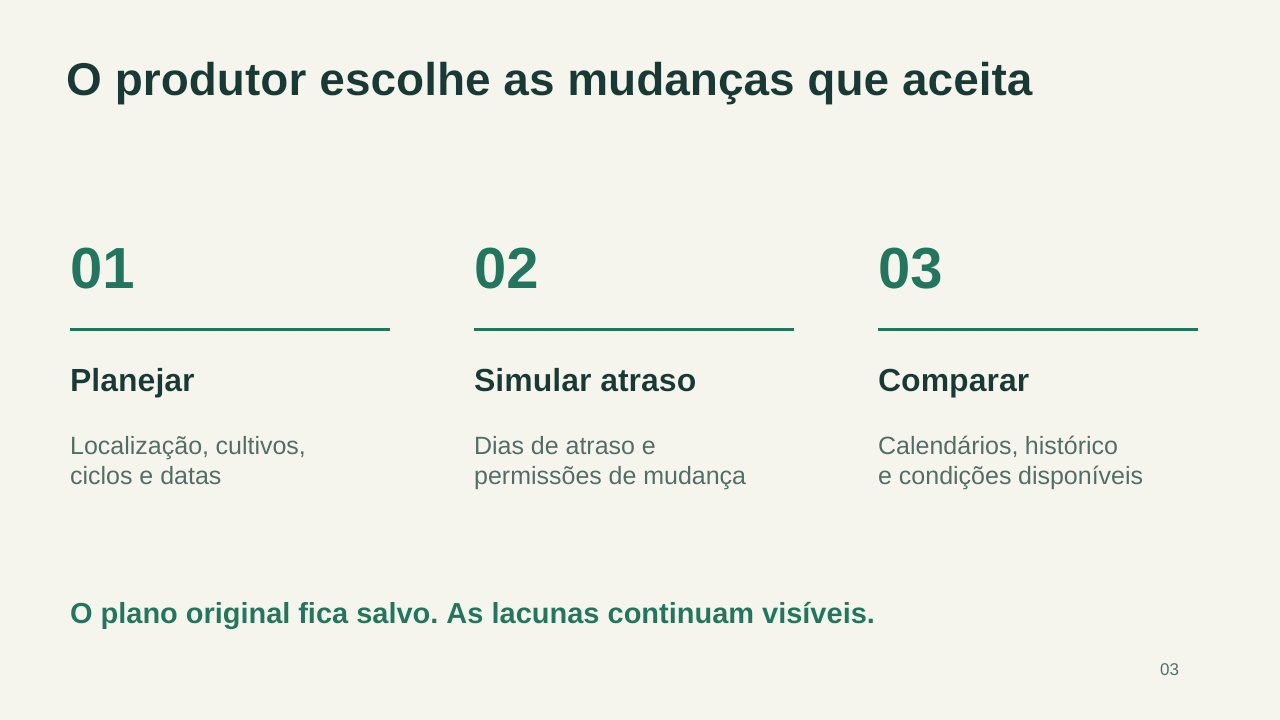 O produtor escolhe as mudanças que aceita
01
Planejar
Localização, cultivos,
ciclos e datas
02
Simular atraso
Dias de atraso e
permissões de mudança
03
Comparar
Calendários, histórico
e condições disponíveis
O plano original fica salvo. As lacunas continuam visíveis.
03